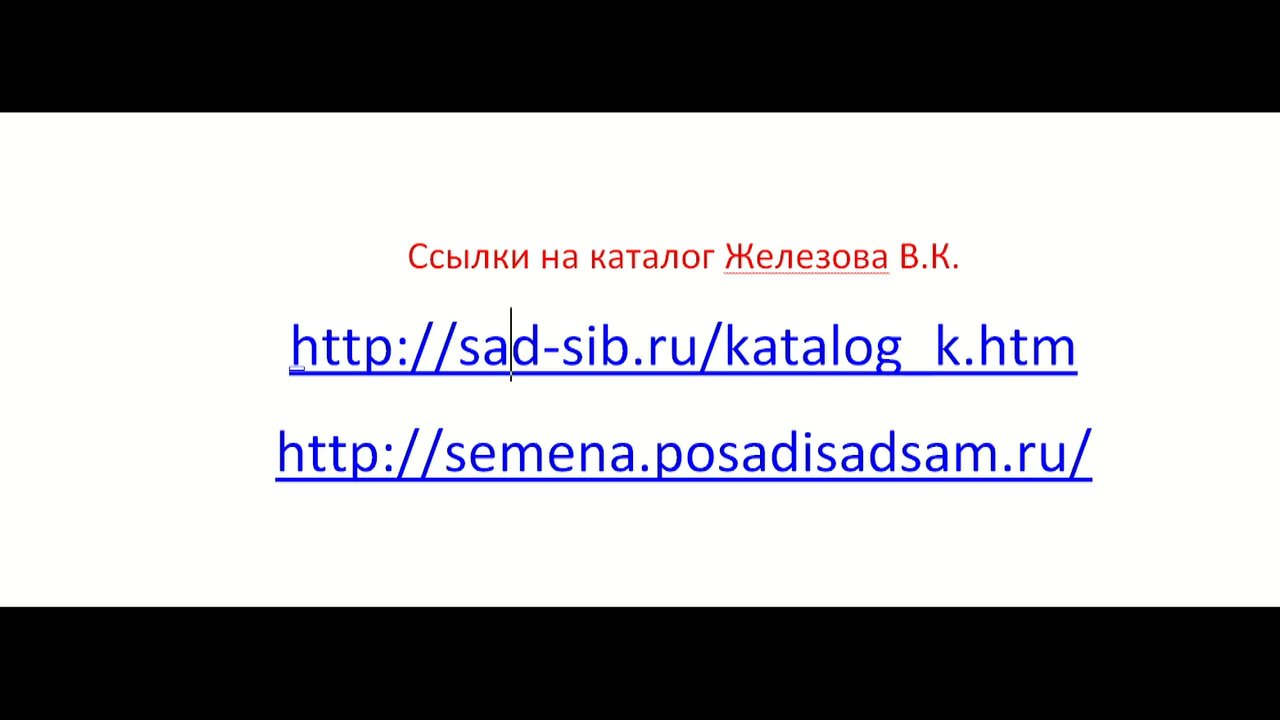 Ссылки на каталог Железова В.К.
http://sad-sib.ru/katalog_k.htm
http://semena.posadisadsam.ru/